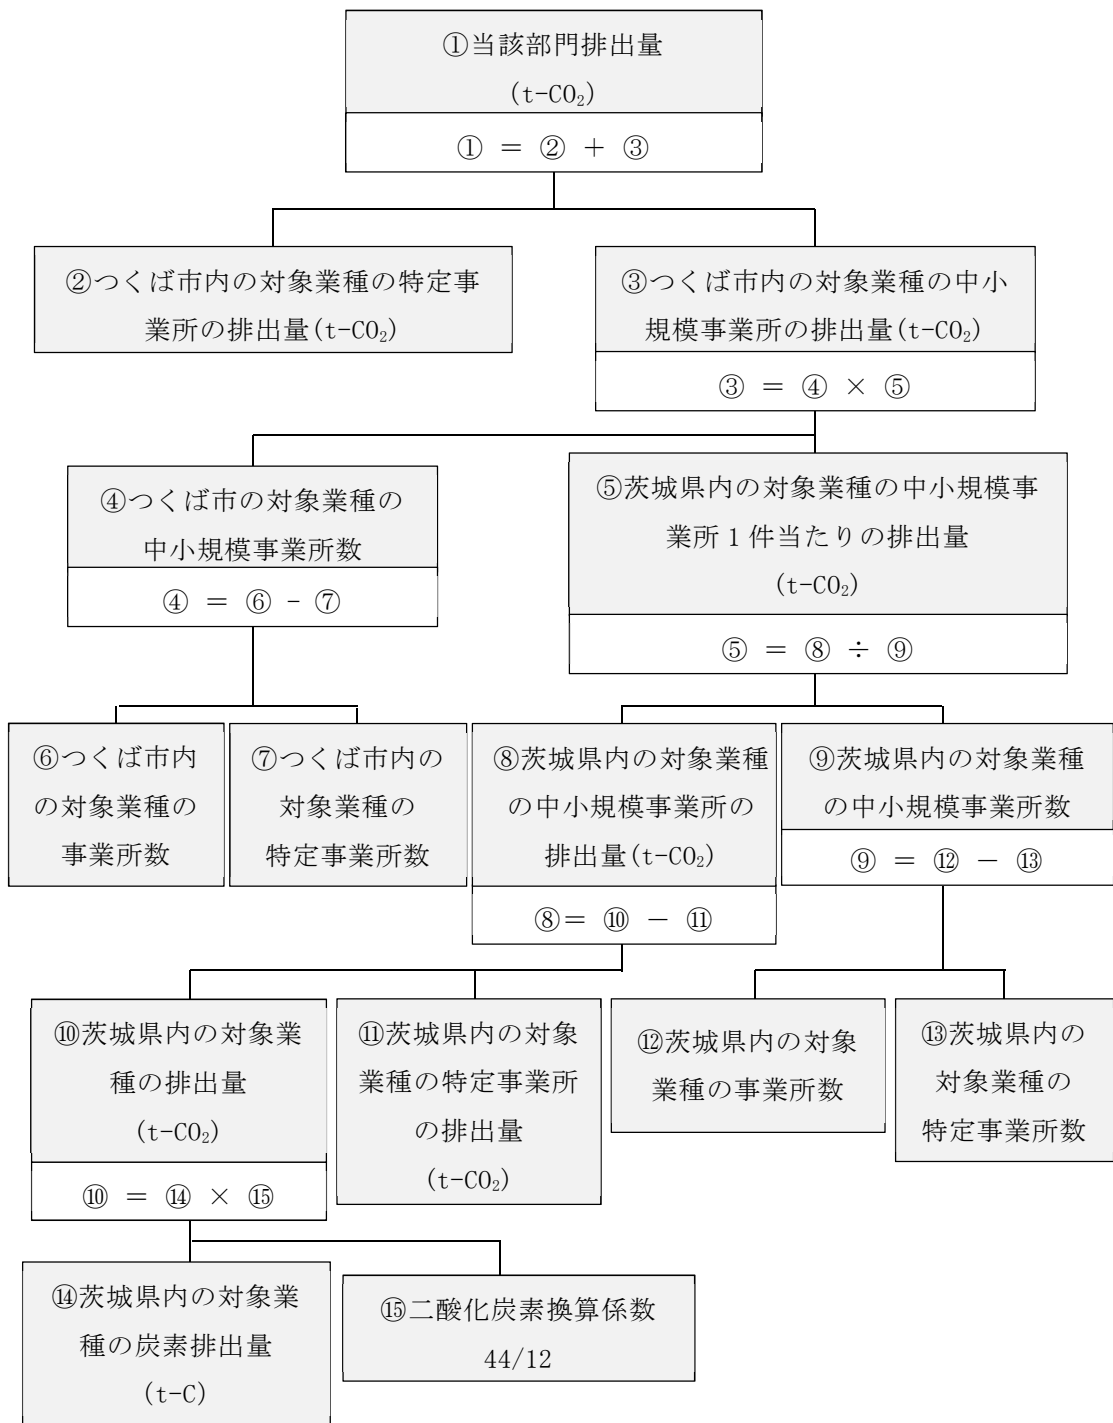 ①当該部門排出量
(t-CO₂)
① = ② + ③
②つくば市内の対象業種の特定事
業所の排出量(t-CO₂)
③つくば市内の対象業種の中小
規模事業所の排出量(t-CO₂)
③ = ④ × ⑤
④つくば市の対象業種の
中小規模事業所数
④ = ⑥ - ⑦
⑤茨城県内の対象業種の中小規模事
業所 1 件当たりの排出量
(t-CO₂)
⑤ = ⑧ ÷ ⑨
⑥つくば市内
の対象業種の
事業所数
⑦つくば市内の
対象業種の
特定事業所数
⑧茨城県内の対象業種
の中小規模事業所の
排出量(t-CO₂)
⑧= ⑩ − ⑪
⑨茨城県内の対象業種
の中小規模事業所数
⑨ = ⑫ − ⑬
⑩茨城県内の対象業
種の排出量
(t-CO₂)
⑩ = ⑭ × ⑮
⑪茨城県内の対象
業種の特定事業所
の排出量
(t-CO₂)
⑫茨城県内の対象
業種の事業所数
⑬茨城県内の
対象業種の
特定事業所数
⑭茨城県内の対象業
種の炭素排出量
(t-C)
⑮二酸化炭素換算係数
44/12